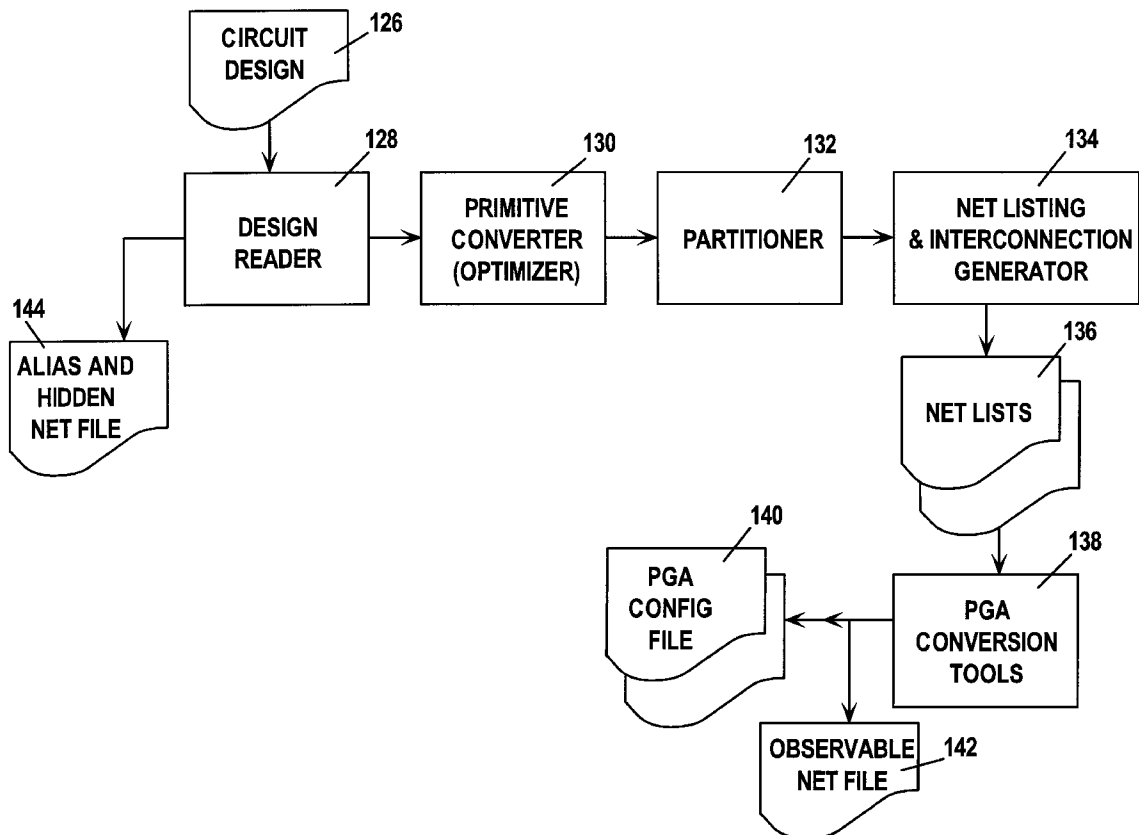 CIRCUIT
DESIGN
126
128
DESIGN
READER
130
PRIMITIVE
CONVERTER
(OPTIMIZER)
132
PARTITIONER
134
NET LISTING
& INTERCONNECTION
GENERATOR
144
ALIAS AND
HIDDEN
NET FILE
136
NET LISTS
140
PGA
CONFIG
FILE
138
PGA
CONVERSION
TOOLS
OBSERVABLE
NET FILE
142